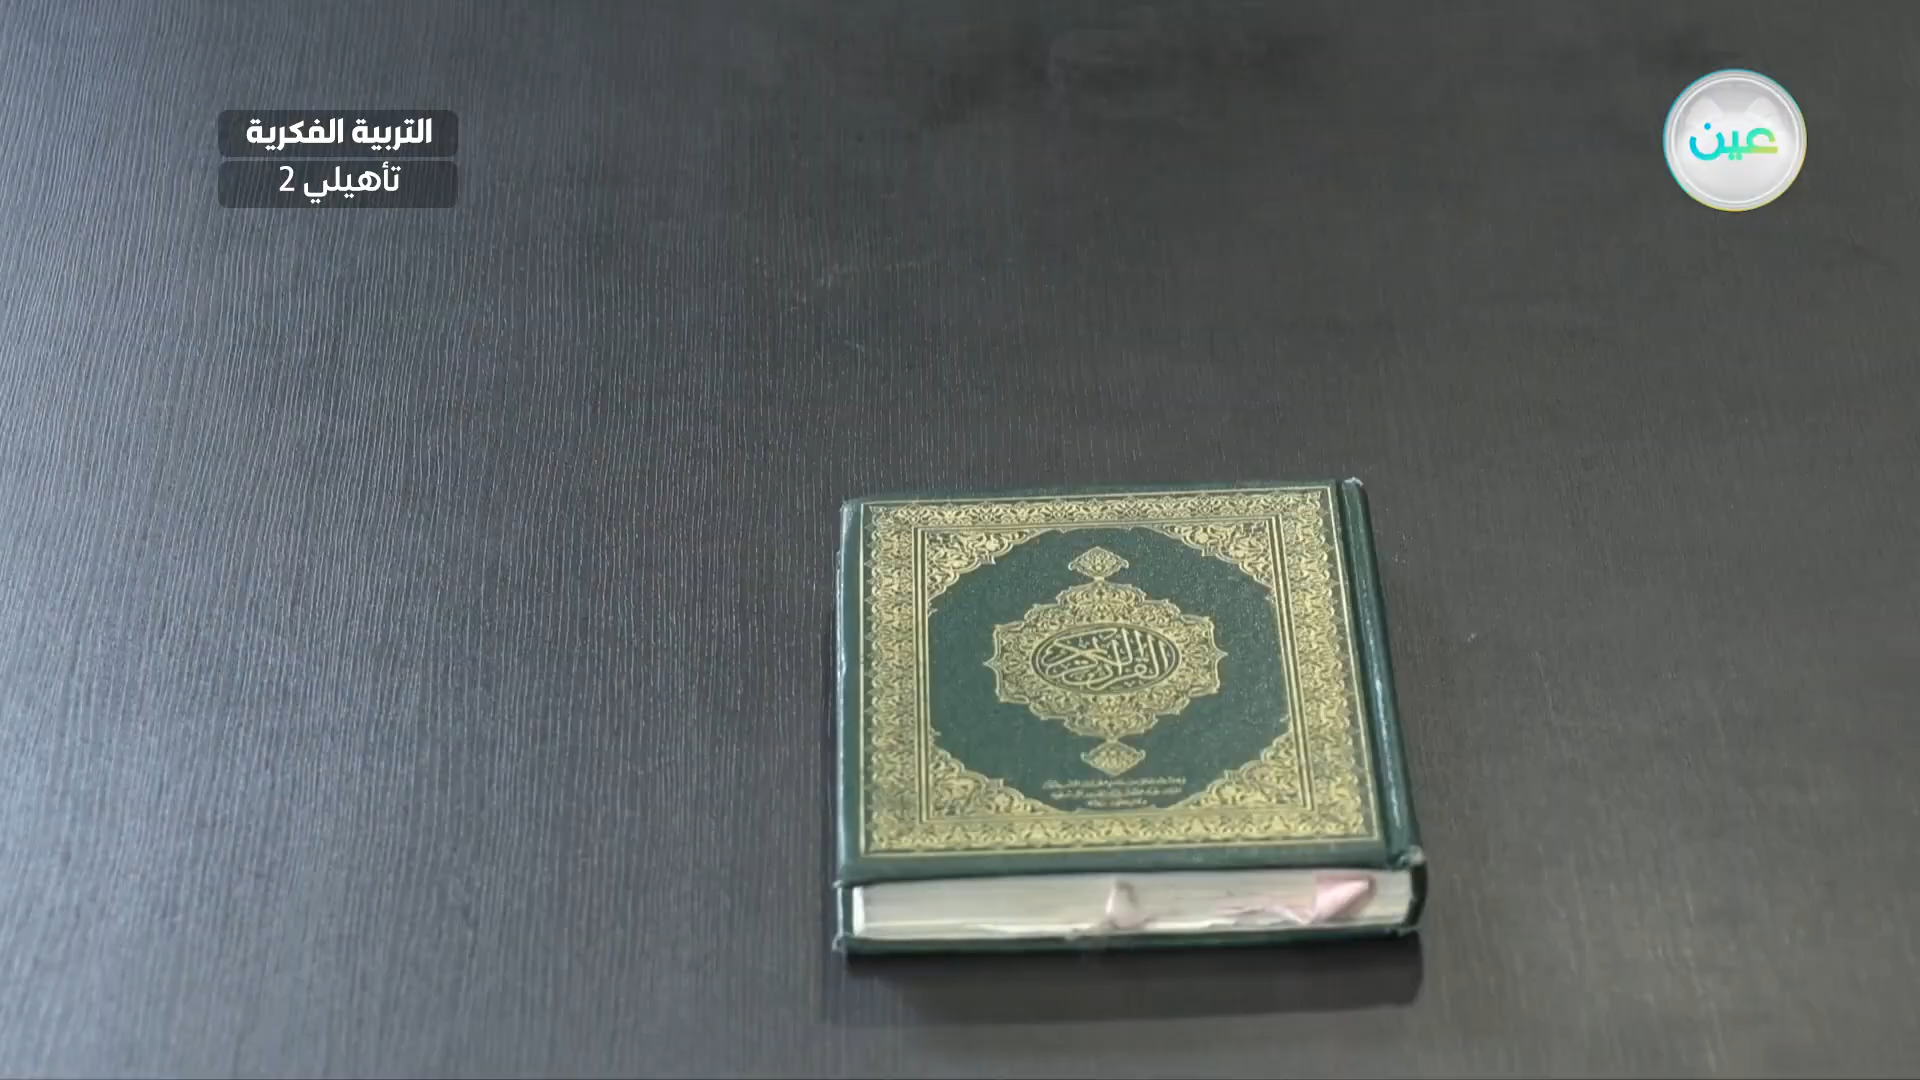 التربية الفكرية
تأهيلي 2
عين
القرآن الكريم